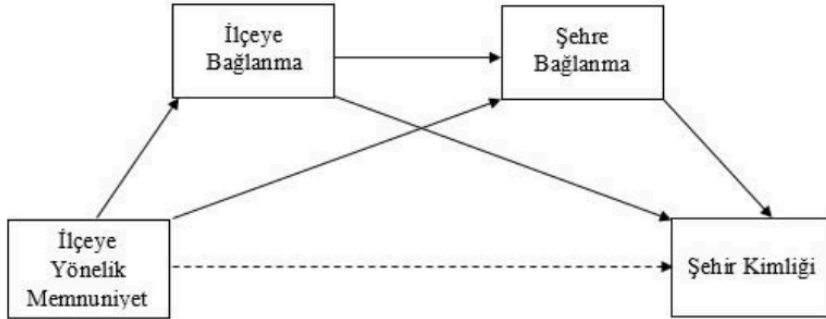 İlçeye
Bağlanma
Şehre
Bağlanma
İlçeye
Yönelik
Memnuniyet
Şehir Kimliği